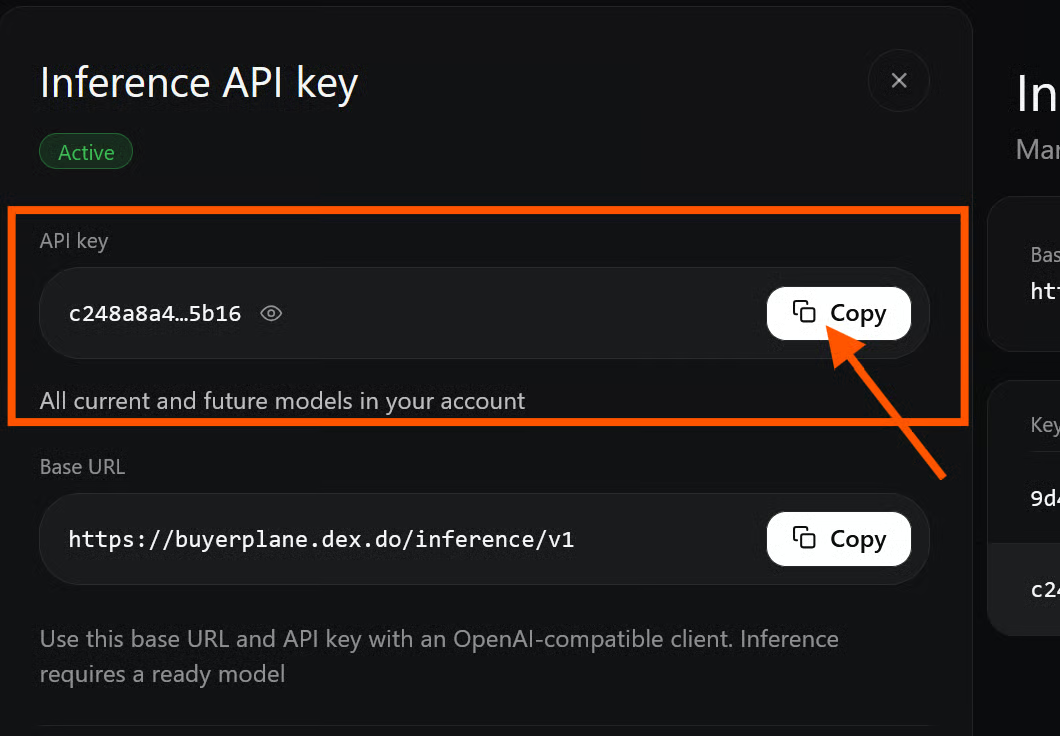 Inference API key
Active
API key
c248a8a4…5b16
Copy
All current and future models in your account
Base URL
https://buyerplane.dex.do/inference/v1
Copy
Use this base URL and API key with an OpenAI-compatible client. Inference
requires a ready model
In
Mar
Bas
ht
Key
9d4
c24